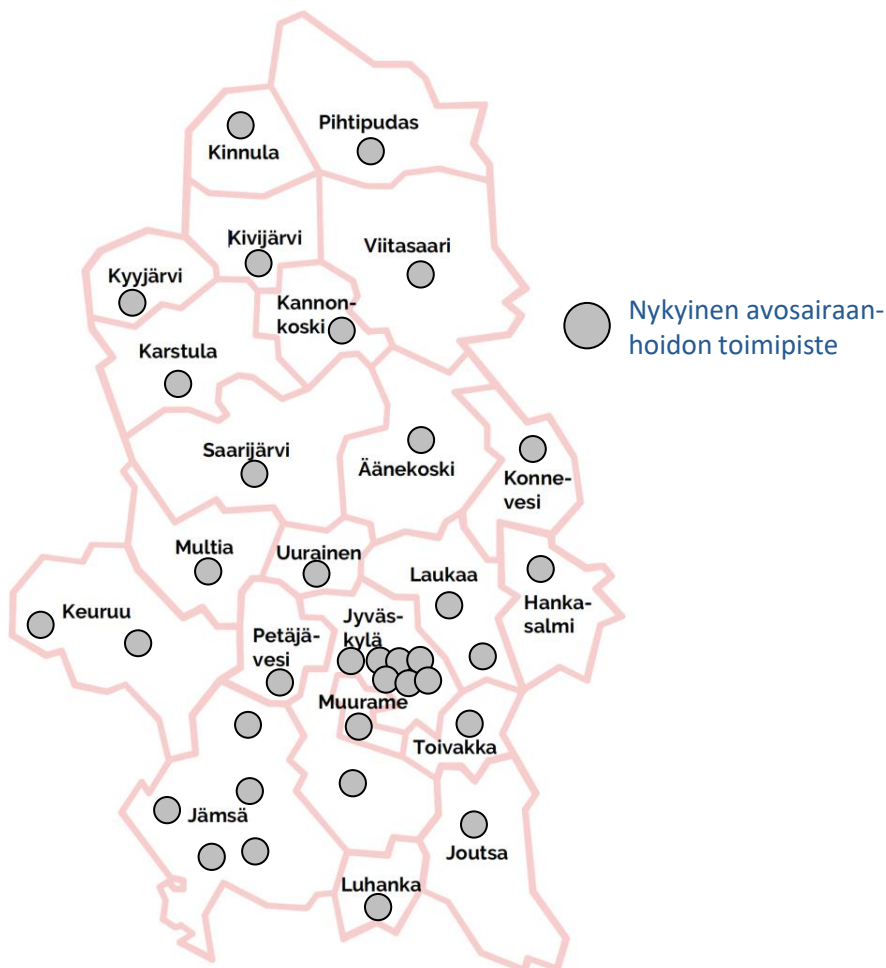 Pihtipudas
Kinnula
Kivijärvi
Viitasaari
Kyyjärvi
Kannon-
koski
Nykyinen avosairaan-
hoidon toimipiste
Karstula
Saarijärvi
Äänekoski
Konne-
vesi
Multia
Uurainen
Laukaa
Hanka-
salmi
Keuruu
Jyväs-
kylä
Petäjä-
vesi
Muurame
Toivakka
Jämsä
Joutsa
Luhanka